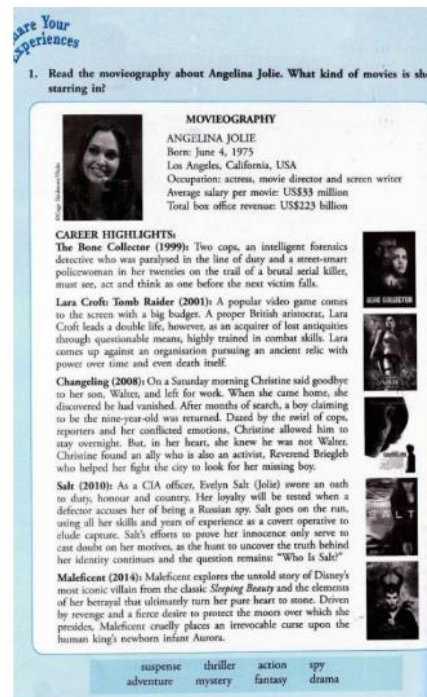 Share Your
Experiences
1. Read the movieography about Angelina Jolie. What kind of movies is she
starring in?
MOVIEOGRAPHY
ANGELINA JOLIE
Born: June 4, 1975
Los Angeles, California, USA
Occupation: actress, movie director and screen writer
Average salary per movie: US$33 million
Total box office revenue: US$223 billion
CAREER HIGHLIGHTS:
The Bone Collector (1999): Two cops, an intelligent forensics
detective who was paralysed in the line of duty and a street-smart
policewoman in her twenties on the trail of a brutal serial killer,
must see, act and think as one before the next victim falls.
BONE COLLECTOR
Lara Croft: Tomb Raider (2001): A popular video game comes
to the screen with a big budget. A proper British aristocrat, Lara
Croft leads a double life, however, as an acquirer of lost antiquities
through questionable means, highly trained in combat skills. Lara
comes up against an organisation pursuing an ancient relic with
power over time and even death itself.
Changeling (2008): On a Saturday morning Christine said goodbye
to her son, Walter, and left for work. When she came home, she
discovered he had vanished. After months of search, a boy claiming
to be the nine-year-old was returned. Dazed by the swirl of cops,
reporters and her conflicted emotions, Christine allowed him to
stay overnight. But, in her heart, she knew he was not Walter.
Christine found an ally who is also an activist, Reverend Briegleb
who helped her fight the city to look for her missing boy.
Salt (2010): As a CIA officer, Evelyn Salt (Jolie) swore an oath
to duty, honour and country. Her loyalty will be tested when a
defector accuses her of being a Russian spy. Salt goes on the run,
using all her skills and years of experience as a covert operative to
elude capture. Salt's efforts to prove her innocence only serve to
cast doubt on her motives, as the hunt to uncover the truth behind
her identity continues and the question remains: "Who Is Salt?"
SALT
Maleficent (2014): Maleficent explores the untold story of Disney's
most iconic villain from the classic Sleeping Beauty and the elements
of her betrayal that ultimately turn her pure heart to stone. Driven
by revenge and a fierce desire to protect the moors over which she
presides, Maleficent cruelly places an irrevocable curse upon the
human king's newborn infant Aurora.
suspense thriller action spy
adventure mystery fantasy drama